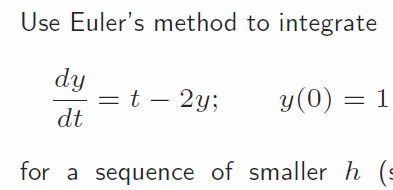 Use Euler's method to integrate
dy/dt = t − 2y; y(0) = 1
for a sequence of smaller h